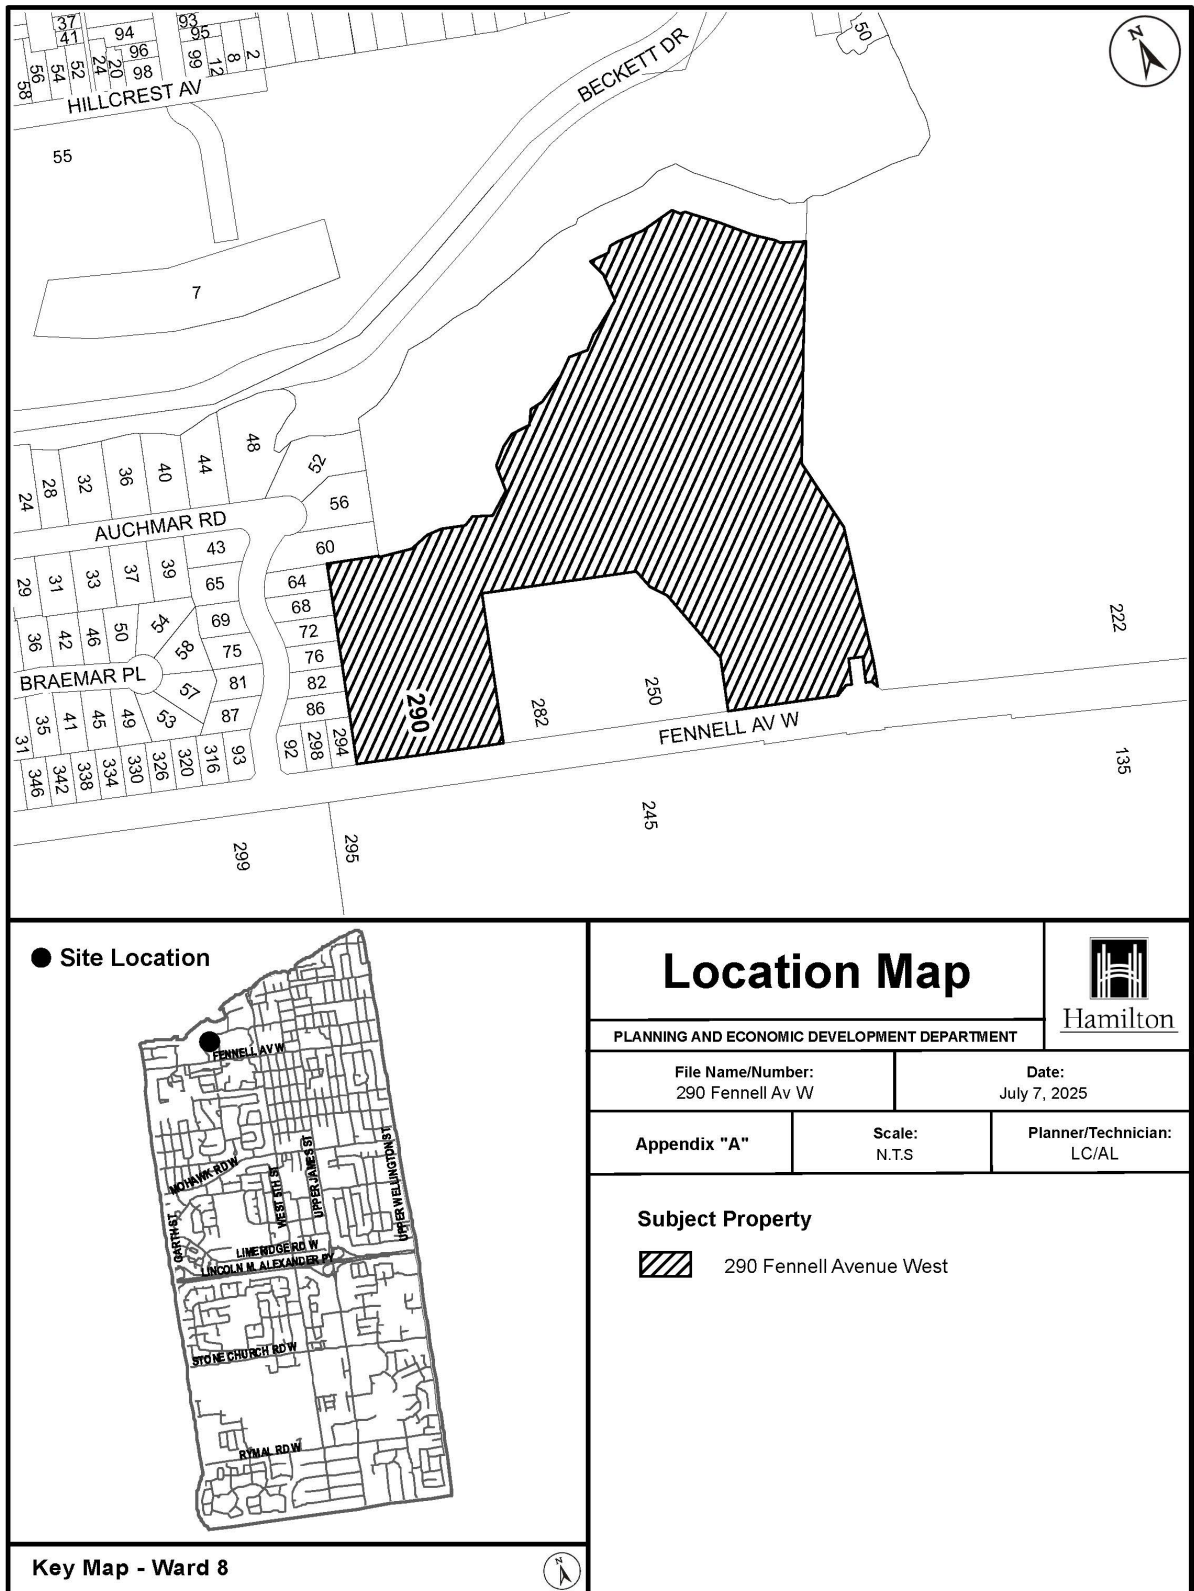 37
41
94
96
98
93
95
99
12
8
2
56
54
52
24
20
58
HILLCREST AV
BECKETT DR
50
N
55
7
24
28
32
36
40
44
48
52
56
AUCHMAR RD
60
29
31
33
37
39
43
65
64
68
69
72
75
76
36
42
46
50
54
58
BRAEMAR PL
57
81
82
87
86
31
35
41
45
49
53
346
342
338
334
330
326
320
316
93
92
298
294
290
282
250
FENNELL AV W
222
135
245
299
295
Site Location
FENNELL AV W
MOHAWK RD W
WEST 5TH ST
UPPER JAMES ST
UPPER WELLINGTON ST
GARTH ST
LIMERIDGE RD W
LINCOLN M. ALEXANDER PY
STONE CHURCH RD W
RYMAL RD W
Key Map - Ward 8
N
Location Map
Hamilton
PLANNING AND ECONOMIC DEVELOPMENT DEPARTMENT
File Name/Number:
290 Fennell Av W
Date:
July 7, 2025
Appendix "A"
Scale:
N.T.S
Planner/Technician:
LC/AL
Subject Property
290 Fennell Avenue West